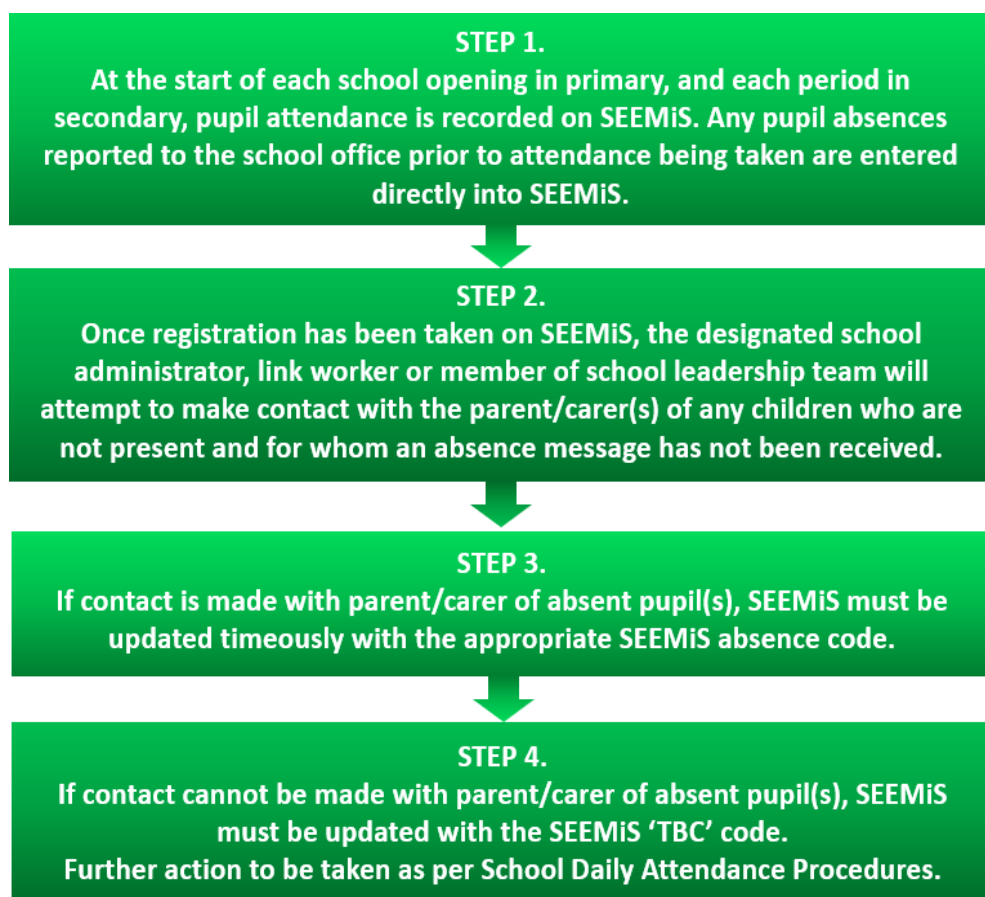 STEP 1.
At the start of each school opening in primary, and each period in
secondary, pupil attendance is recorded on SEEMiS. Any pupil absences
reported to the school office prior to attendance being taken are entered
directly into SEEMiS.
STEP 2.
Once registration has been taken on SEEMiS, the designated school
administrator, link worker or member of school leadership team will
attempt to make contact with the parent/carer(s) of any children who are
not present and for whom an absence message has not been received.
STEP 3.
If contact is made with parent/carer of absent pupil(s), SEEMiS must be
updated timeously with the appropriate SEEMiS absence code.
STEP 4.
If contact cannot be made with parent/carer of absent pupil(s), SEEMiS
must be updated with the SEEMiS ‘TBC’ code.
Further action to be taken as per School Daily Attendance Procedures.